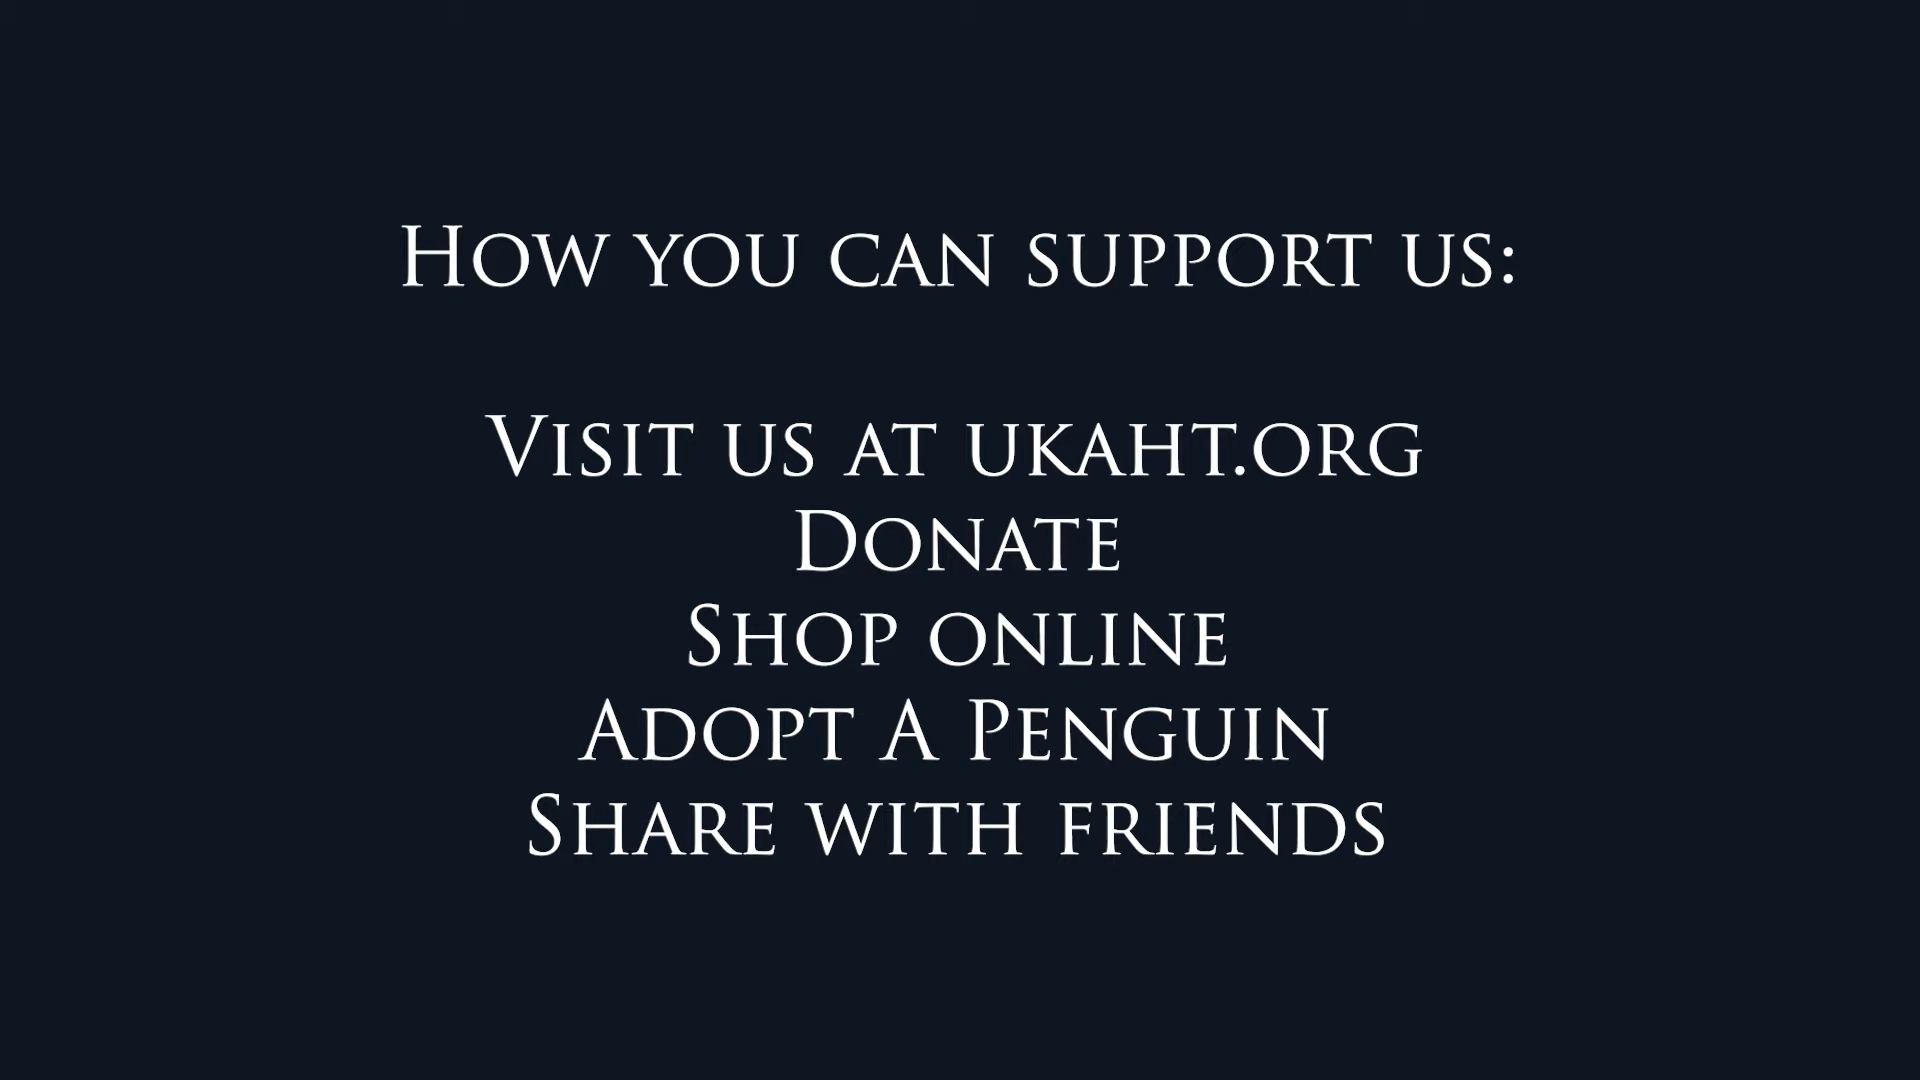 How you can support us:
Visit us at ukaht.org
Donate
Shop online
Adopt A Penguin
Share with friends